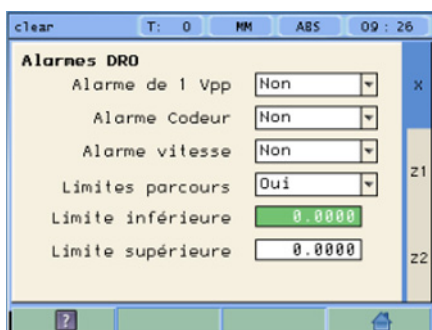 clear T: 0 MM ABS 09 : 26
Alarmes DRO
Alarme de 1 Vpp Non
Alarme Codeur Non
Alarme vitesse Non
Limites parcours Oui
Limite inférieure 0.0000
Limite supérieure 0.0000
X
Z1
Z2
?